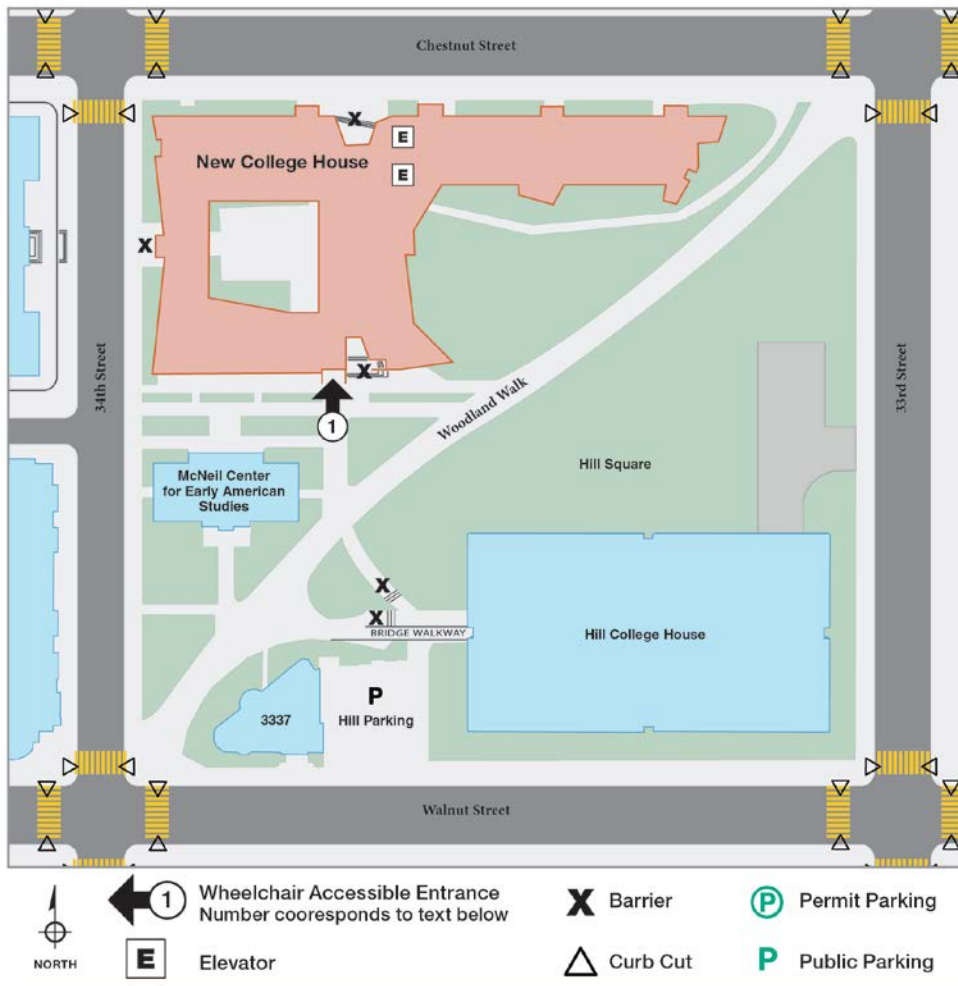 Chestnut Street
X
E
New College House
E
X
34th Street
33rd Street
X
1
Woodland Walk
Hill Square
McNeil Center
for Early American
Studies
X
X
BRIDGE WALKWAY
Hill College House
P
3337
Hill Parking
Walnut Street
NORTH
1
Wheelchair Accessible Entrance
Number cooresponds to text below
E
Elevator
X
Barrier
Curb Cut
P
Permit Parking
P
Public Parking